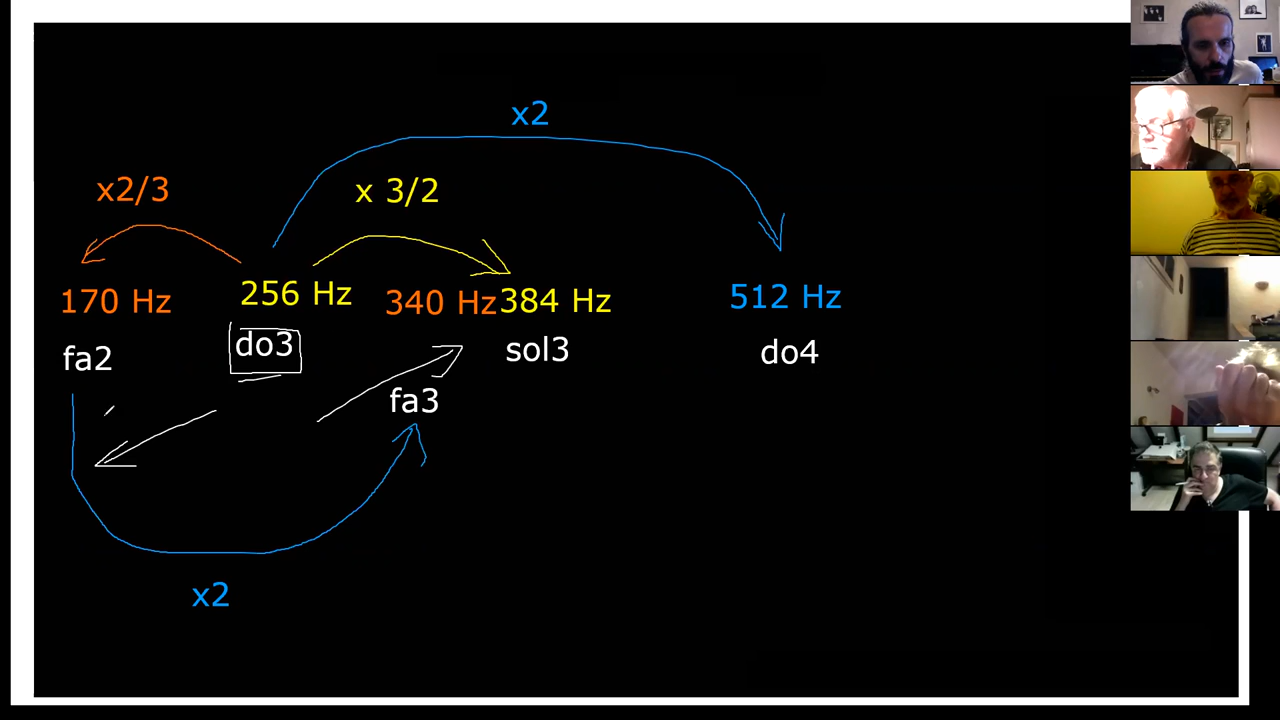 x2
x2/3
x 3/2
170 Hz
256 Hz
340 Hz
384 Hz
512 Hz
fa2
do3
sol3
do4
fa3
x2